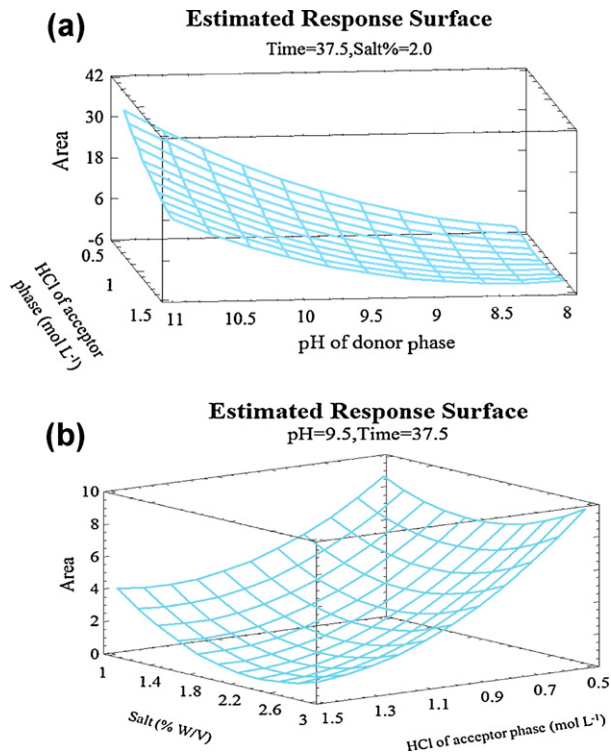 (a)
Estimated Response Surface
Time=37.5,Salt%=2.0
42
30
18
6
-6
Area
0.5
1
1.5
HCl of acceptor
phase (mol L-1)
11 10.5 10 9.5 9 8.5 8
pH of donor phase
(b)
Estimated Response Surface
pH=9.5,Time=37.5
10
8
6
4
2
0
Area
1 1.4 1.8 2.2 2.6 3
Salt (% W/V)
1.5 1.3 1.1 0.9 0.7 0.5
HCl of acceptor phase (mol L-1)